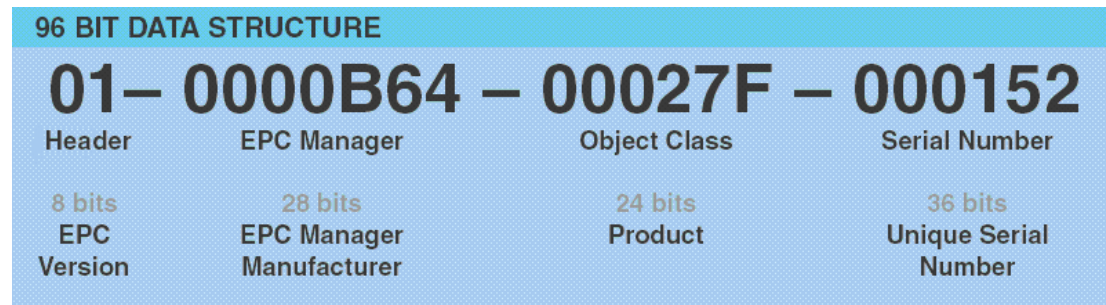 96 BIT DATA STRUCTURE
01– 0000B64 – 00027F – 000152
Header EPC Manager Object Class Serial Number
8 bits 28 bits 24 bits 36 bits
EPC EPC Manager Product Unique Serial
Version Manufacturer Number